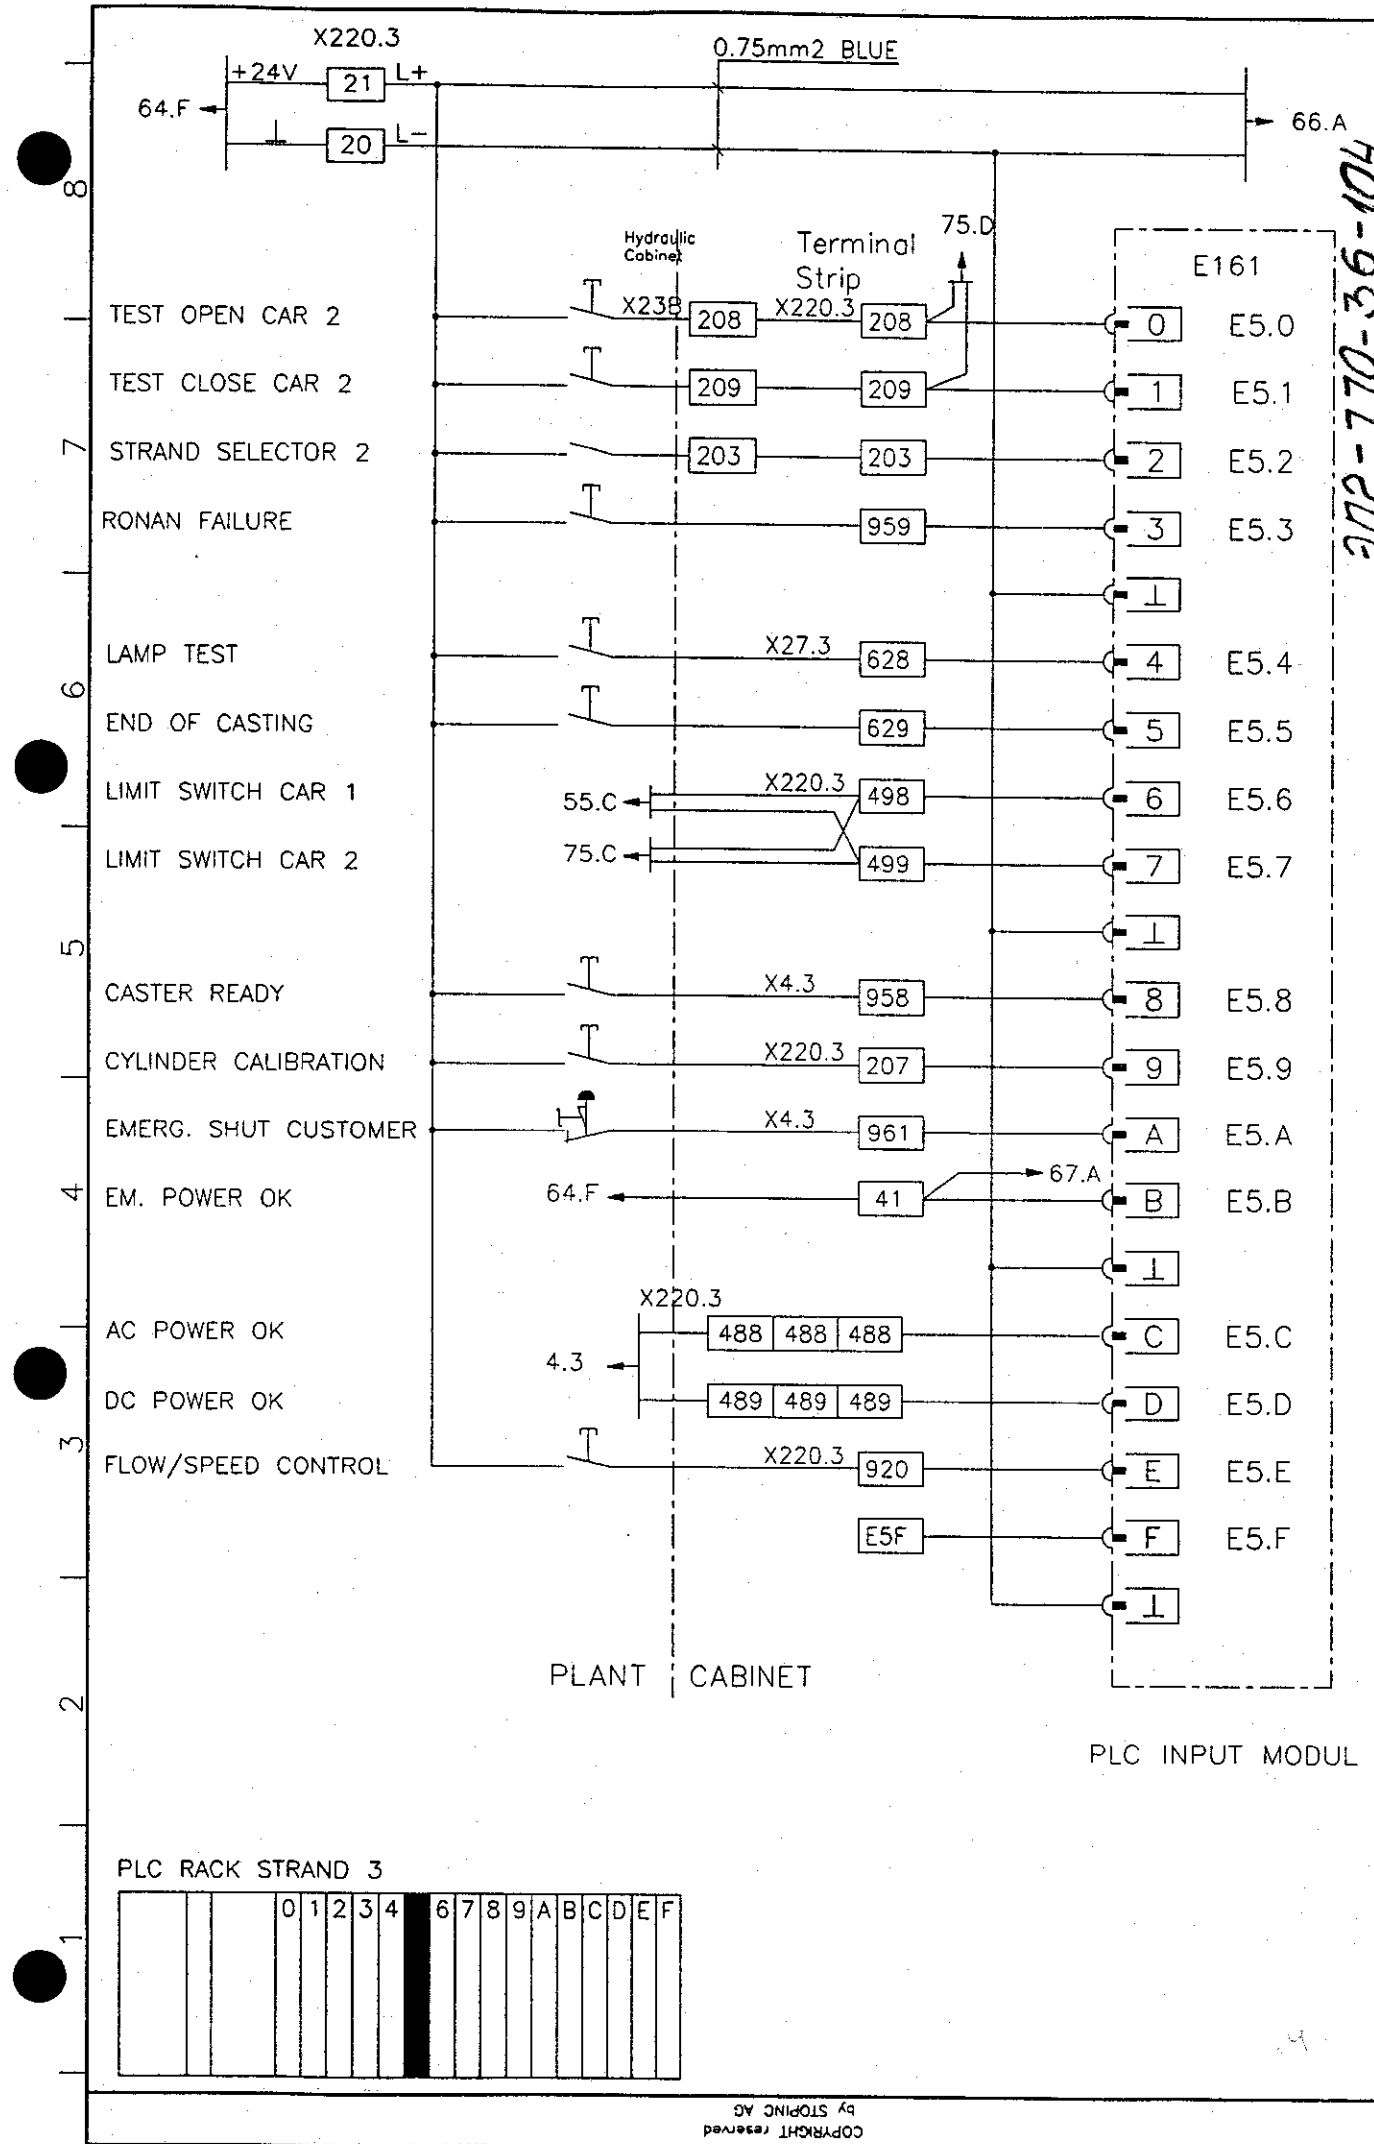 X220.3
0.75mm2 BLUE
+24V 21 L+
64.F
66.A
20 L-
8
Hydraulic
Cabinet
Terminal
Strip
75.D
E161
TEST OPEN CAR 2 X238 208 X220.3 208 0 E5.0
TEST CLOSE CAR 2 209 209 1 E5.1
7
STRAND SELECTOR 2 203 203 2 E5.2
RONAN FAILURE 959 3 E5.3
⊥
LAMP TEST X27.3 628 4 E5.4
6
END OF CASTING 629 5 E5.5
LIMIT SWITCH CAR 1 55.C X220.3 498 6 E5.6
LIMIT SWITCH CAR 2 75.C 499 7 E5.7
5
⊥
CASTER READY X4.3 958 8 E5.8
CYLINDER CALIBRATION X220.3 207 9 E5.9
EMERG. SHUT CUSTOMER X4.3 961 A E5.A
67.A
4
EM. POWER OK 64.F 41 B E5.B
⊥
X220.3
AC POWER OK 488 488 488 C E5.C
4.3
DC POWER OK 489 489 489 D E5.D
3
FLOW/SPEED CONTROL X220.3 920 E E5.E
E5F F E5.F
⊥
PLANT CABINET
2
PLC INPUT MODUL
PLC RACK STRAND 3
0 1 2 3 4 6 7 8 9 A B C D E F
1
COPYRIGHT reserved
by STOPINC AG